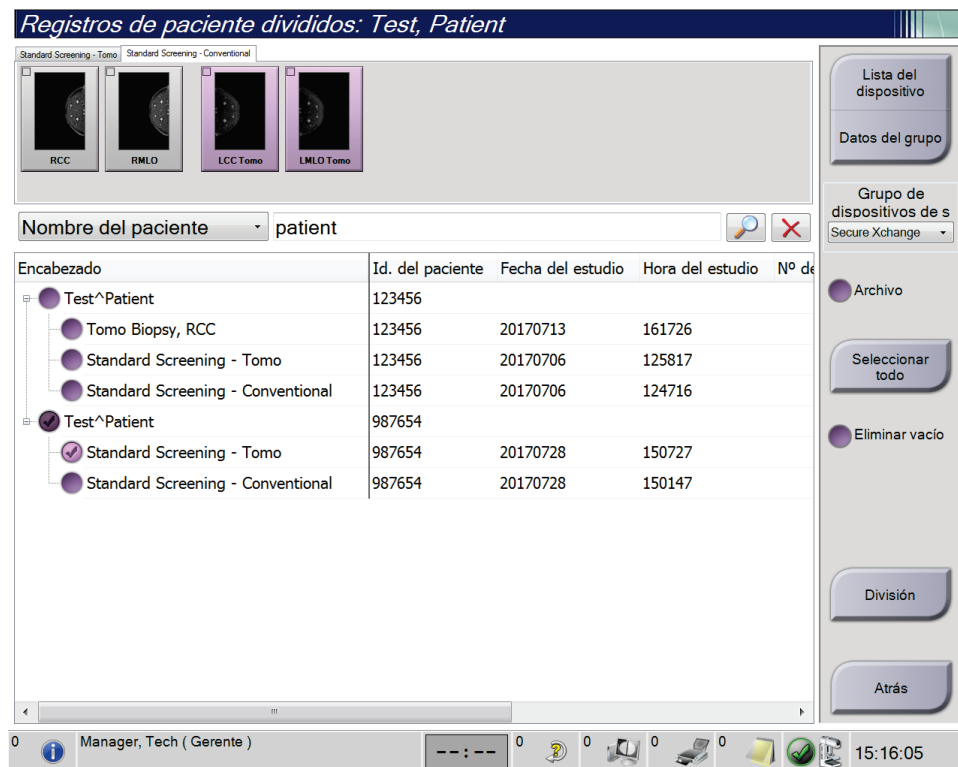 Registros de paciente divididos: Test, Patient
Standard Screening - Tomo
Standard Screening - Conventional
RCC
RMLO
LCC Tomo
LMLO Tomo
Lista del
dispositivo
Datos del grupo
Grupo de
dispositivos de s
Secure Xchange
Nombre del paciente
patient
Encabezado Id. del paciente Fecha del estudio Hora del estudio Nº de
Test^Patient 123456
Tomo Biopsy, RCC 123456 20170713 161726
Standard Screening - Tomo 123456 20170706 125817
Standard Screening - Conventional 123456 20170706 124716
Test^Patient 987654
Standard Screening - Tomo 987654 20170728 150727
Standard Screening - Conventional 987654 20170728 150147
Archivo
Seleccionar
todo
Eliminar vacío
División
Atrás
0 Manager, Tech ( Gerente ) --:-- 0 0 0 0 15:16:05